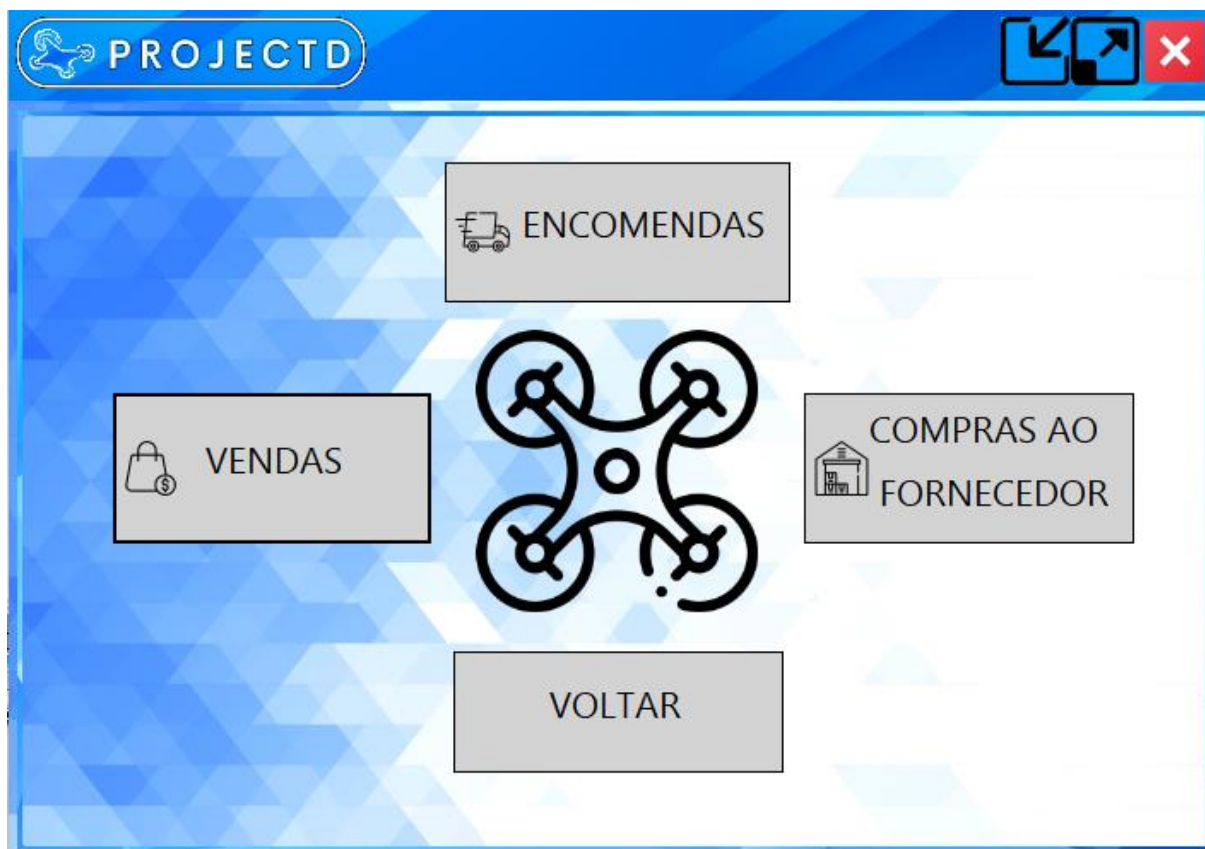 PROJECTD
ENCOMENDAS
VENDAS
COMPRAS AO
FORNECEDOR
VOLTAR